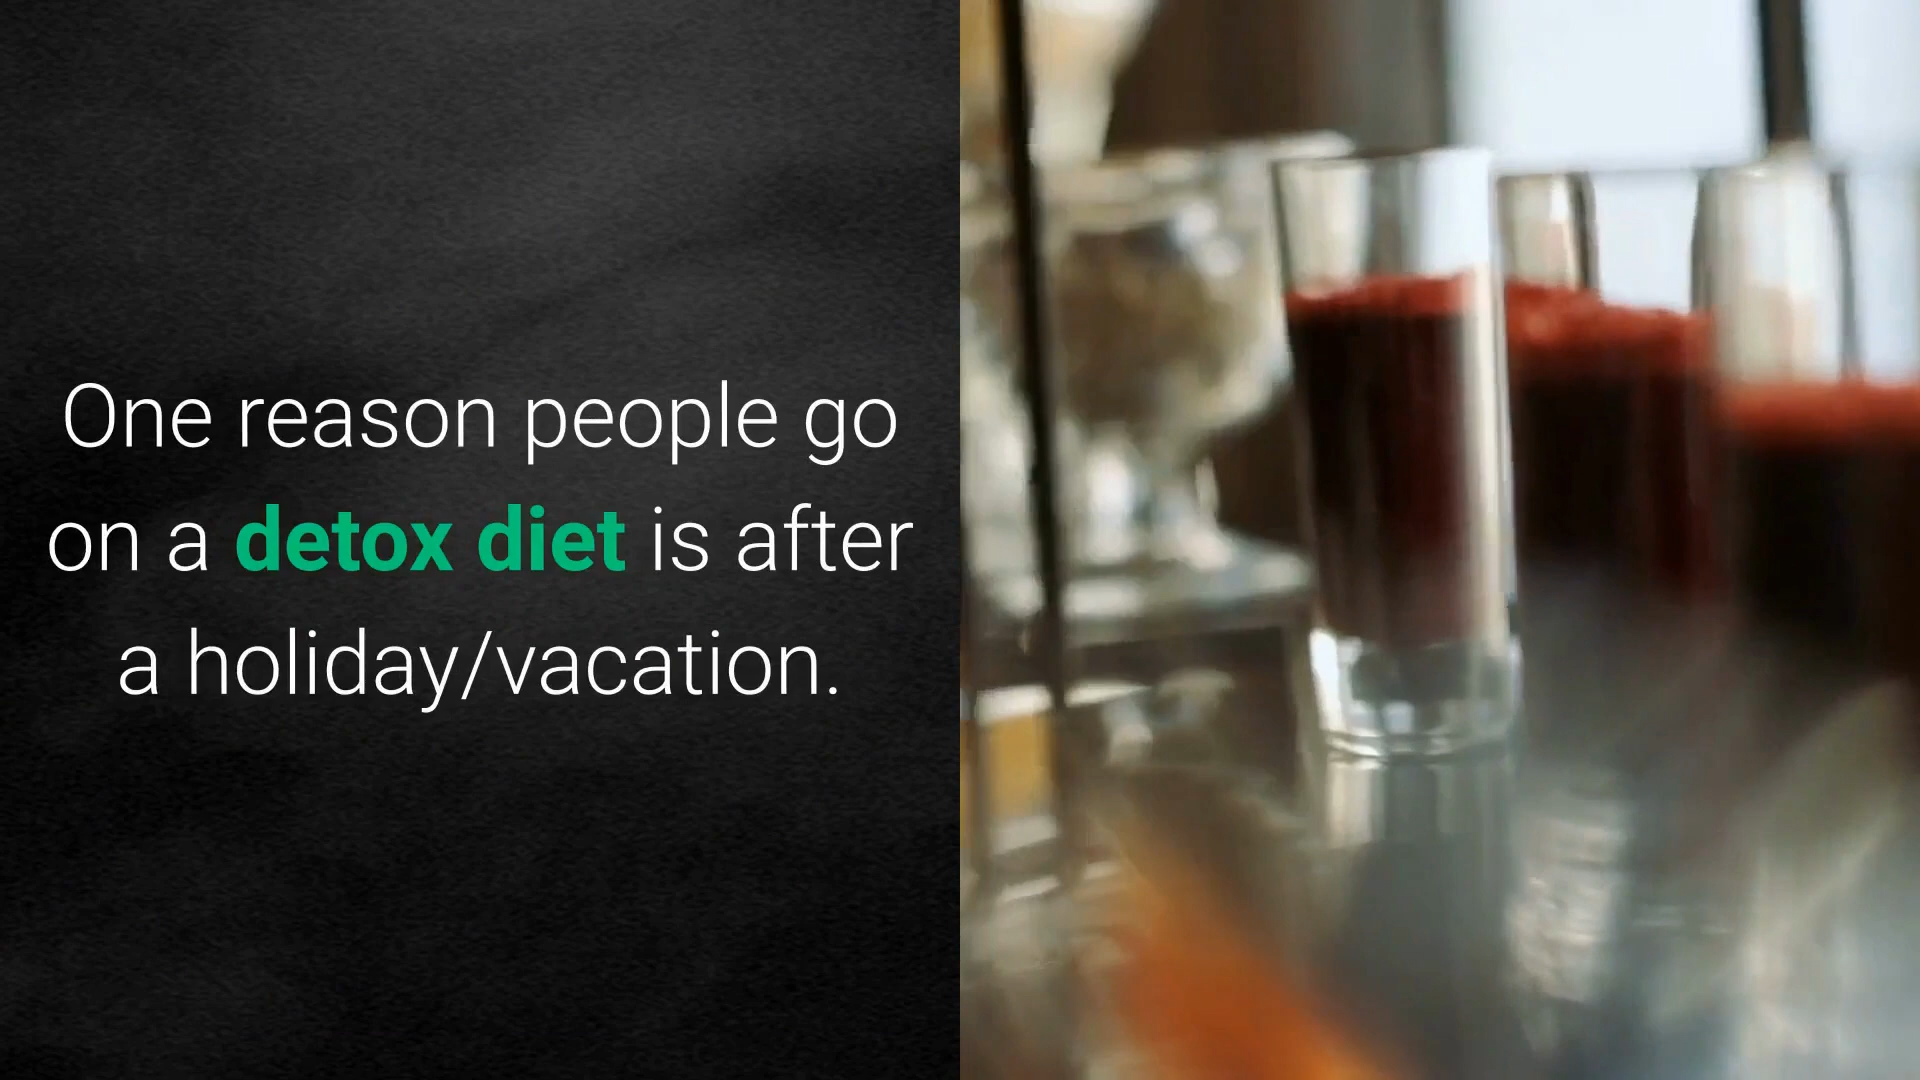 One reason people go
on a detox diet is after
a holiday/vacation.